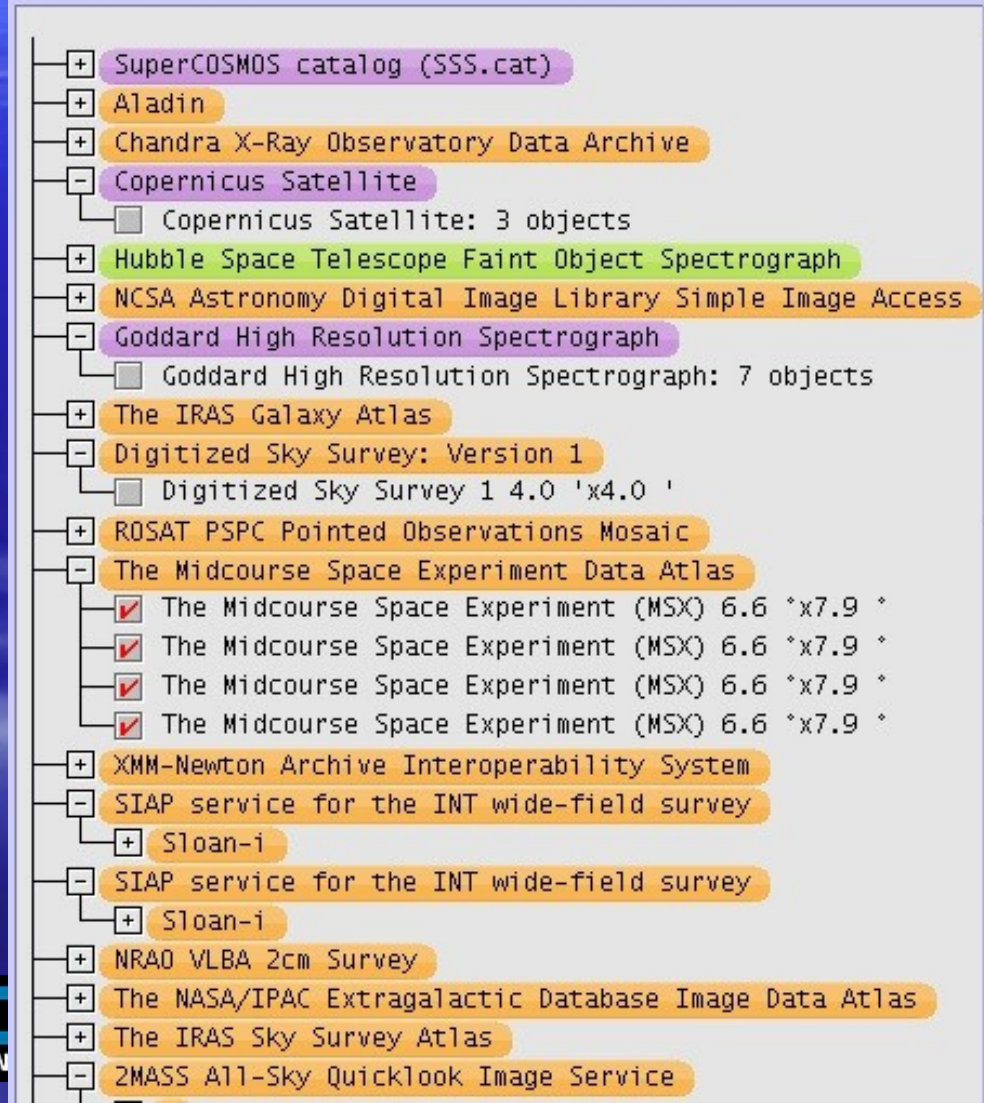 SuperCOSMOS catalog (SSS.cat)
Aladin
Chandra X-Ray Observatory Data Archive
Copernicus Satellite
Copernicus Satellite: 3 objects
Hubble Space Telescope Faint Object Spectrograph
NCSA Astronomy Digital Image Library Simple Image Access
Goddard High Resolution Spectrograph
Goddard High Resolution Spectrograph: 7 objects
The IRAS Galaxy Atlas
Digitized Sky Survey: Version 1
Digitized Sky Survey 1 4.0 'x4.0 '
ROSAT PSPC Pointed Observations Mosaic
The Midcourse Space Experiment Data Atlas
The Midcourse Space Experiment (MSX) 6.6 °x7.9 °
The Midcourse Space Experiment (MSX) 6.6 °x7.9 °
The Midcourse Space Experiment (MSX) 6.6 °x7.9 °
The Midcourse Space Experiment (MSX) 6.6 °x7.9 °
XMM-Newton Archive Interoperability System
SIAP service for the INT wide-field survey
Sloan-i
SIAP service for the INT wide-field survey
Sloan-i
NRAO VLBA 2cm Survey
The NASA/IPAC Extragalactic Database Image Data Atlas
The IRAS Sky Survey Atlas
2MASS All-Sky Quicklook Image Service